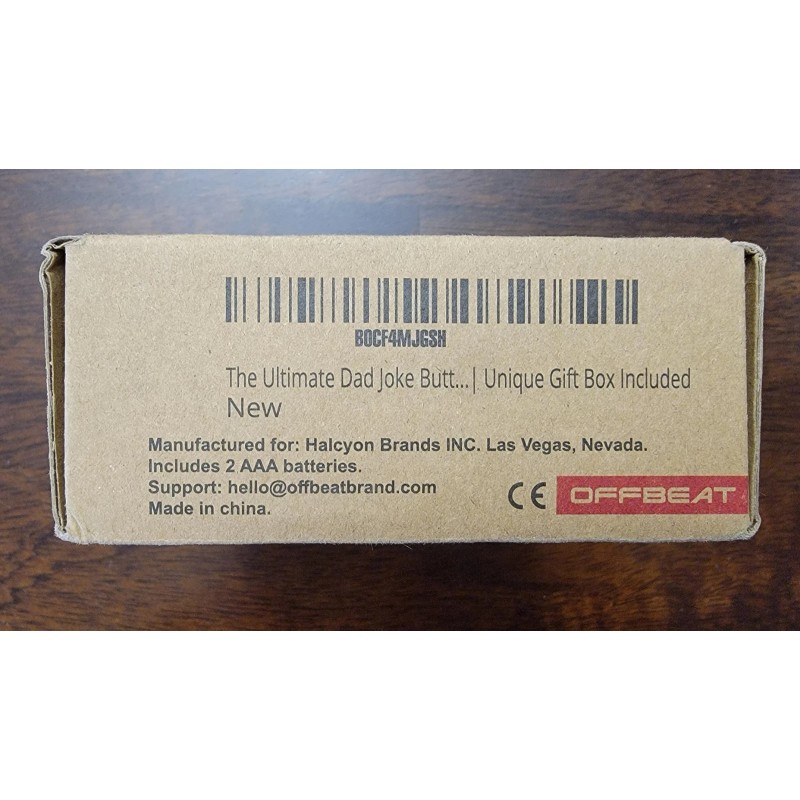 B0CF4MJGSH
The Ultimate Dad Joke Butt...| Unique Gift Box Included
New
Manufactured for: Halcyon Brands INC. Las Vegas, Nevada.
Includes 2 AAA batteries.
Support: hello@offbeatbrand.com
Made in china.
CE OFFBEAT